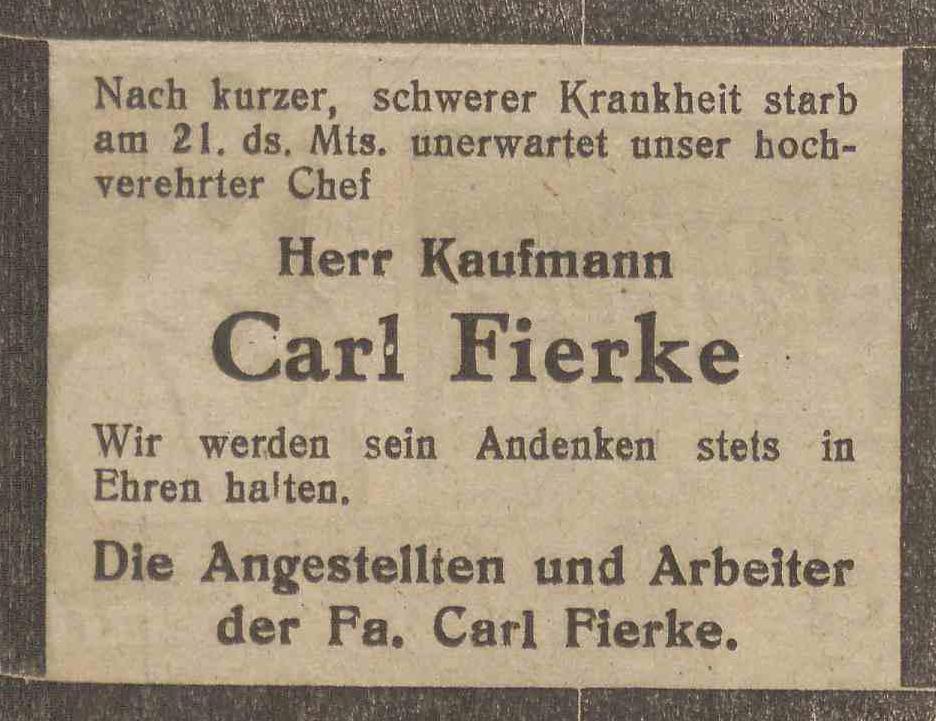 Nach kurzer, schwerer Krankheit starb
am 21. ds. Mts. unerwartet unser hoch-
verehrter Chef
Herr Kaufmann
Carl Fierke
Wir werden sein Andenken stets in
Ehren halten.
Die Angestellten und Arbeiter
der Fa. Carl Fierke.